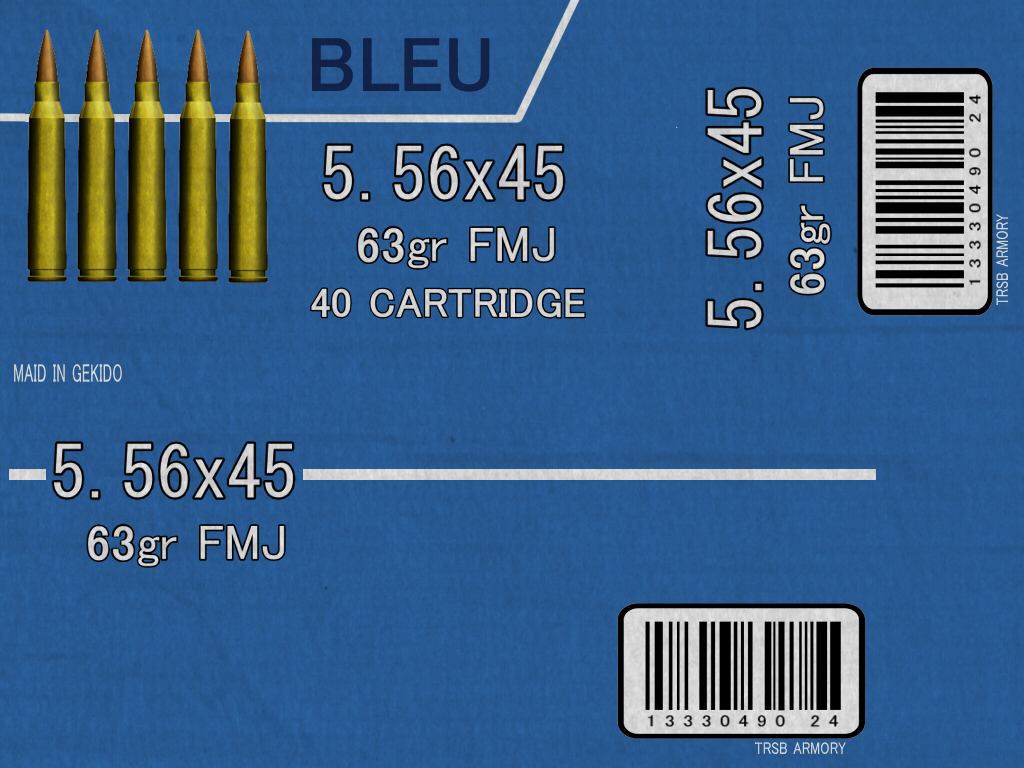 BLEU
5.56x45
63gr FMJ
40 CARTRIDGE
5.56x45
63gr FMJ
13330490 24
TRSB ARMORY
MAID IN GEKIDO
5.56x45
63gr FMJ
13330490 24
TRSB ARMORY